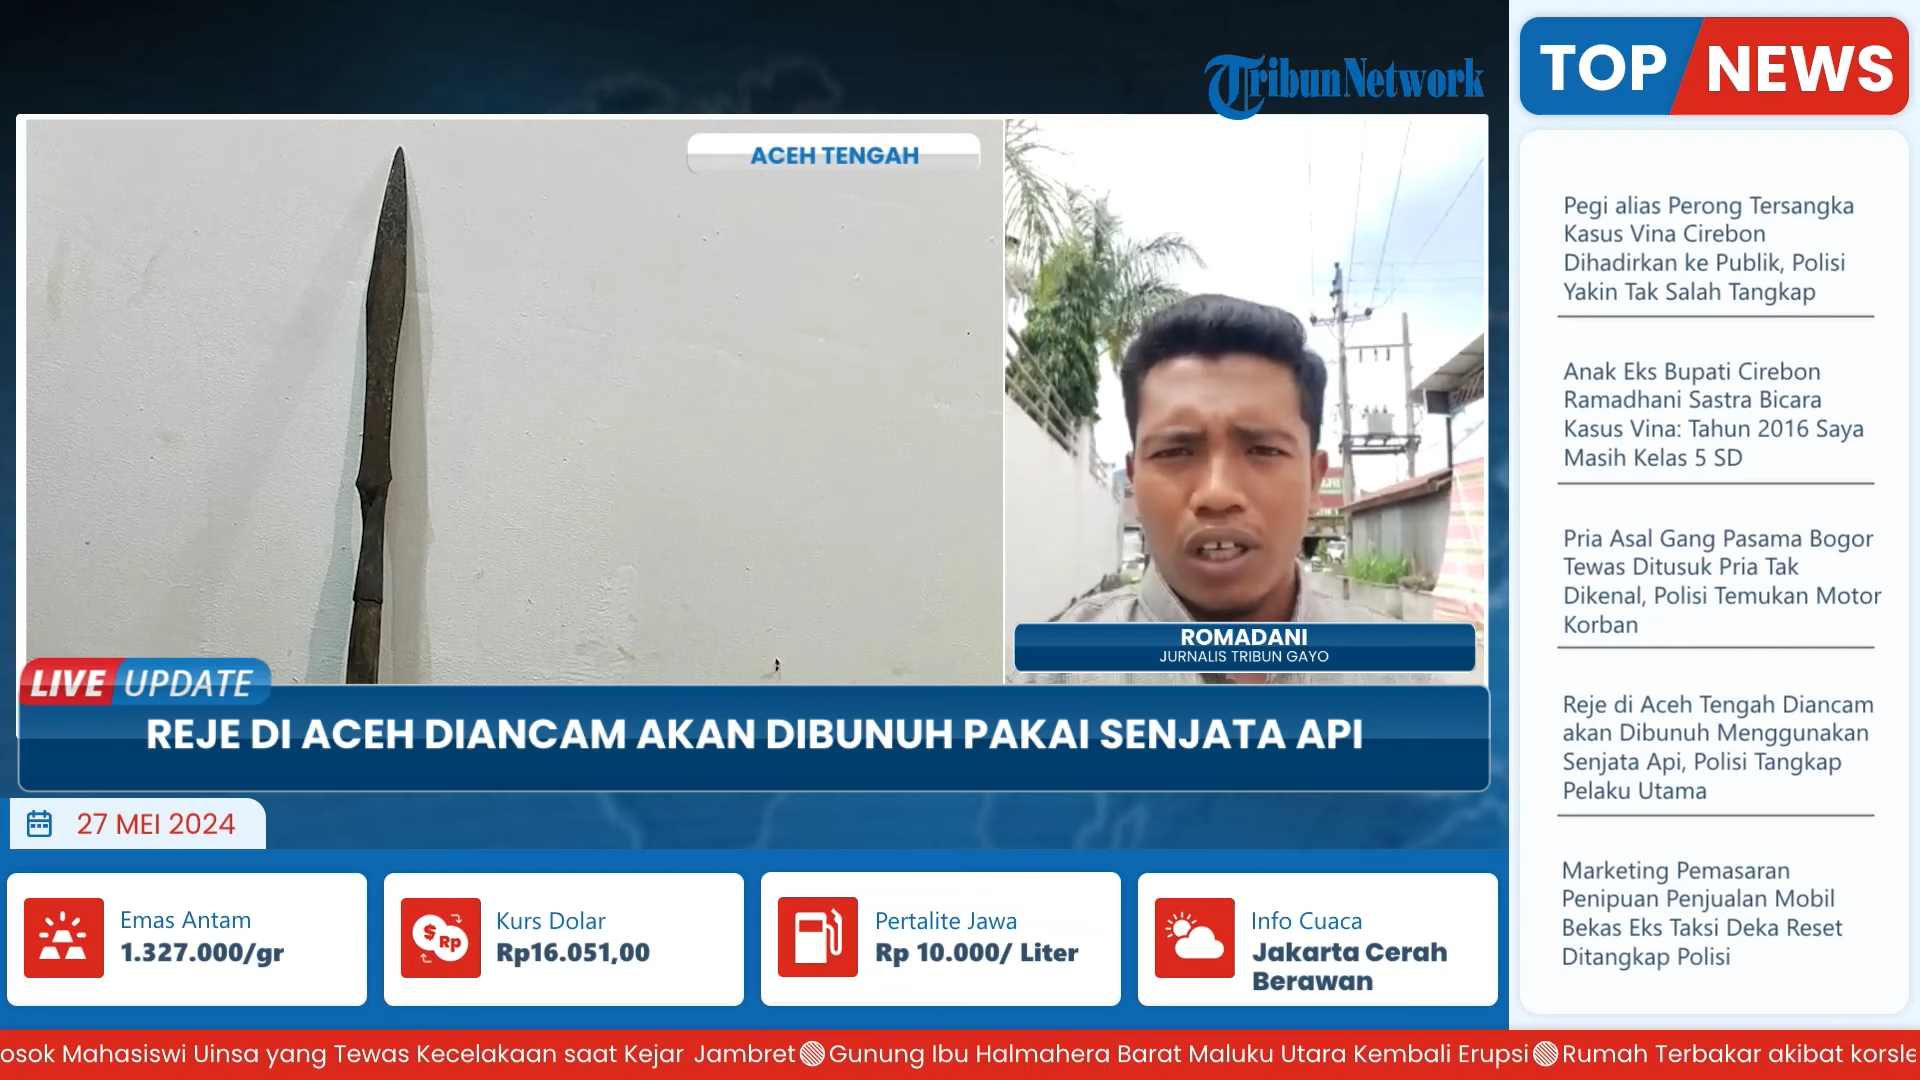 TribunNetwork
ACEH TENGAH
ROMADANI
JURNALIS TRIBUN GAYO
LIVE UPDATE
REJE DI ACEH DIANCAM AKAN DIBUNUH PAKAI SENJATA API
27 MEI 2024
Emas Antam
1.327.000/gr
Kurs Dolar
Rp16.051,00
Pertalite Jawa
Rp 10.000/ Liter
Info Cuaca
Jakarta Cerah
Berawan
TOP NEWS
Pegi alias Perong Tersangka
Kasus Vina Cirebon
Dihadirkan ke Publik, Polisi
Yakin Tak Salah Tangkap
Anak Eks Bupati Cirebon
Ramadhani Sastra Bicara
Kasus Vina: Tahun 2016 Saya
Masih Kelas 5 SD
Pria Asal Gang Pasama Bogor
Tewas Ditusuk Pria Tak
Dikenal, Polisi Temukan Motor
Korban
Reje di Aceh Tengah Diancam
akan Dibunuh Menggunakan
Senjata Api, Polisi Tangkap
Pelaku Utama
Marketing Pemasaran
Penipuan Penjualan Mobil
Bekas Eks Taksi Deka Reset
Ditangkap Polisi
osok Mahasiswi Uinsa yang Tewas Kecelakaan saat Kejar Jambret Gunung Ibu Halmahera Barat Maluku Utara Kembali Erupsi Rumah Terbakar akibat korsle